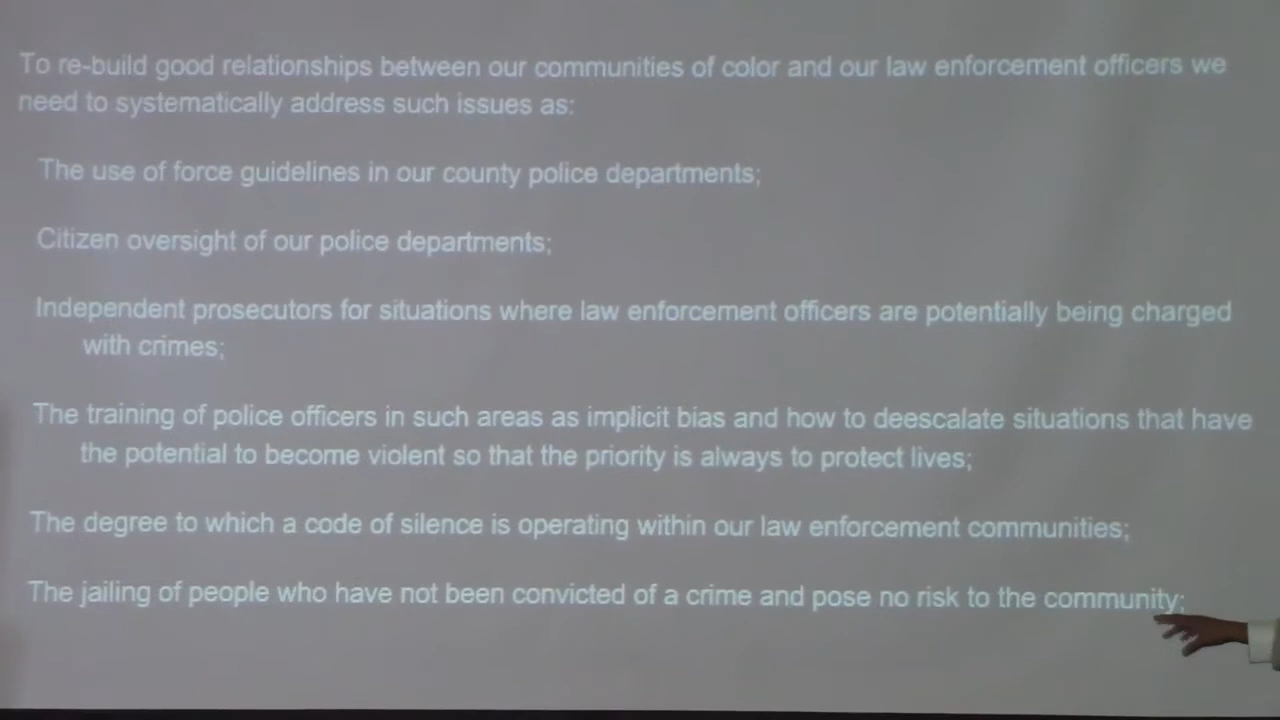 To re-build good relationships between our communities of color and our law enforcement officers we
need to systematically address such issues as:
The use of force guidelines in our county police departments;
Citizen oversight of our police departments;
Independent prosecutors for situations where law enforcement officers are potentially being charged
with crimes;
The training of police officers in such areas as implicit bias and how to deescalate situations that have
the potential to become violent so that the priority is always to protect lives;
The degree to which a code of silence is operating within our law enforcement communities;
The jailing of people who have not been convicted of a crime and pose no risk to the community;